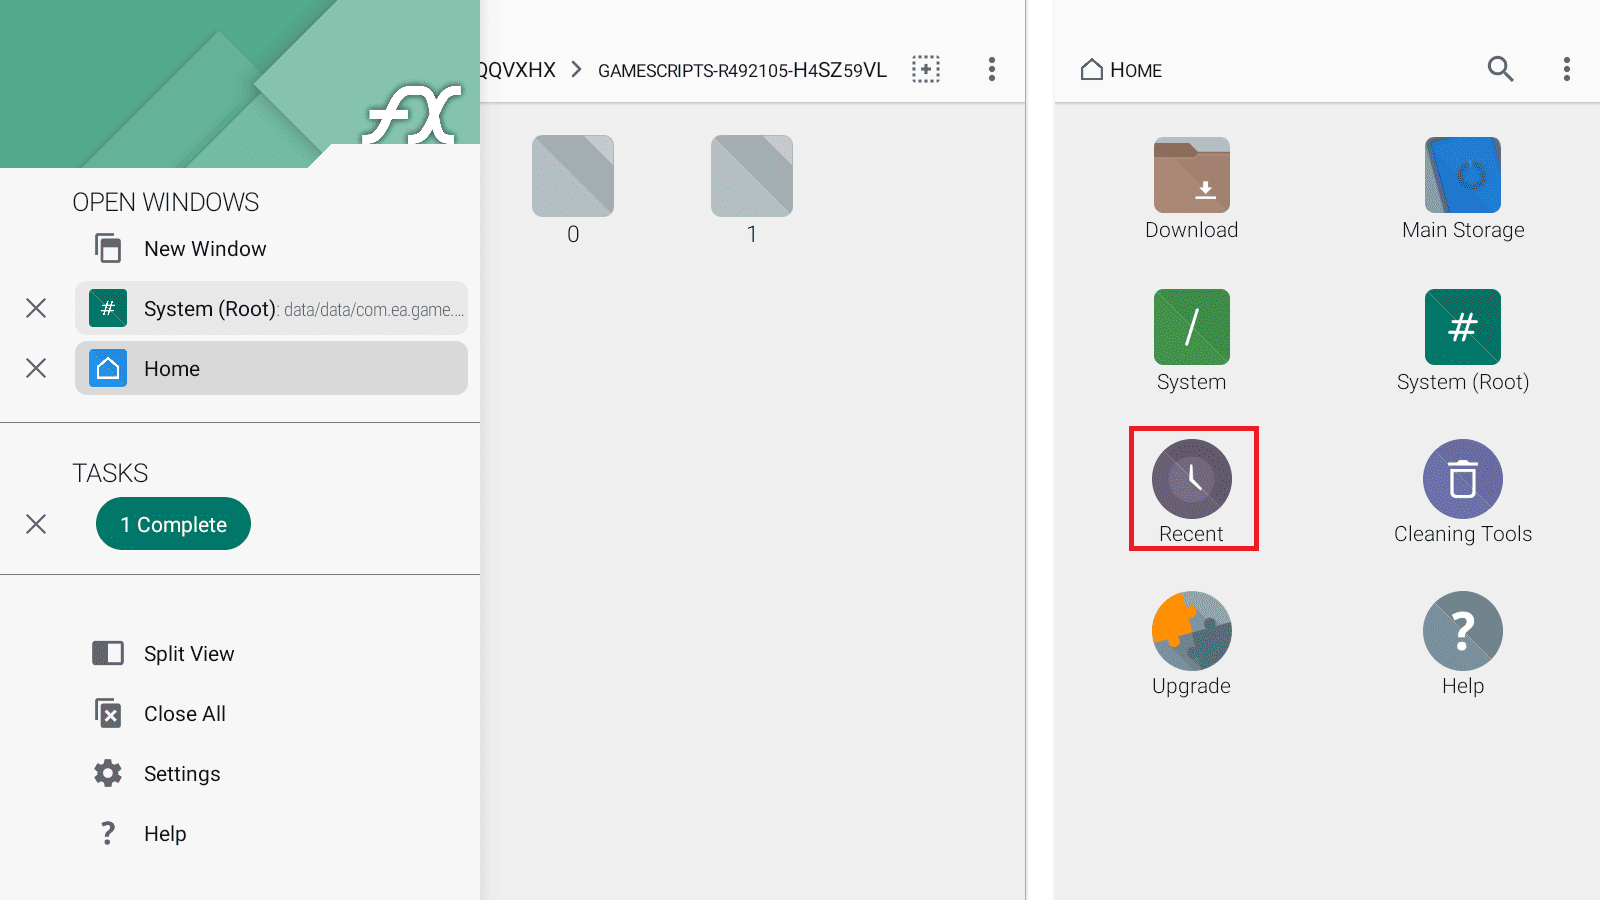 fX
OPEN WINDOWS
New Window
# System (Root): data/data/com.ea.game....
Home
TASKS
1 Complete
Split View
Close All
Settings
? Help
QQVXHX > GAMESCRIPTS-R492105-H4SZ59VL
0
1
HOME
Download
Main Storage
/
System
#
System (Root)
Recent
Cleaning Tools
Upgrade
?
Help